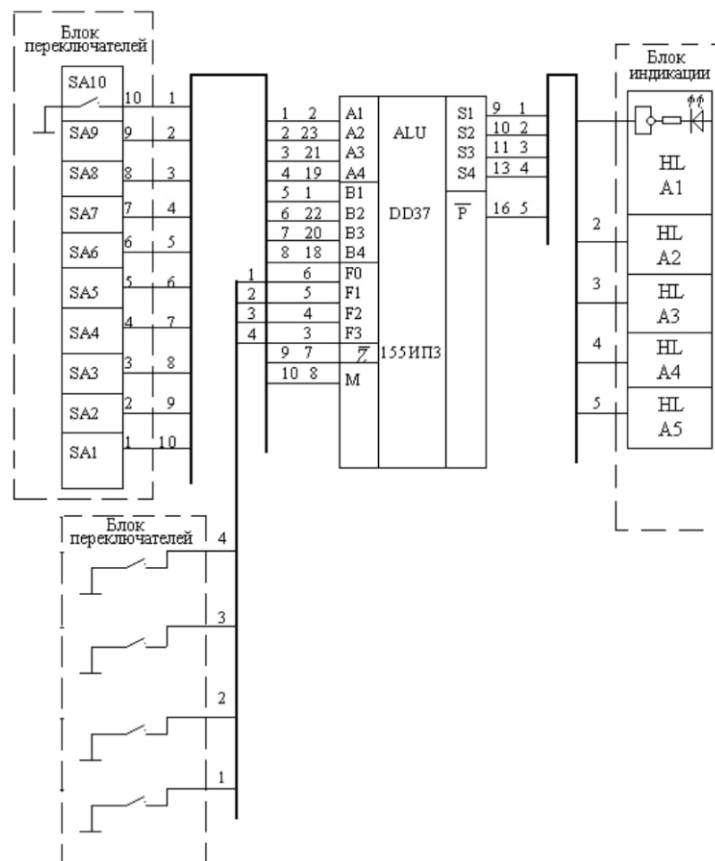 Блок
переключателей
SA10 10 1
SA9 9 2
SA8 8 3
SA7 7 4
SA6 6 5
SA5 5 6
SA4 4 7
SA3 3 8
SA2 2 9
SA1 1 10
1 2 A1
2 23 A2
3 21 A3
4 19 A4
5 1 B1
6 22 B2
7 20 B3
8 18 B4
1 6 F0
2 5 F1
3 4 F2
4 3 F3
9 7 Z̅
10 8 M
ALU
DD37
155ИП3
S1 9 1
S2 10 2
S3 11 3
S4 13 4
P̅ 16 5
Блок
индикации
HL
A1
2 HL
A2
3 HL
A3
4 HL
A4
5 HL
A5
Блок
переключателей
4
3
2
1